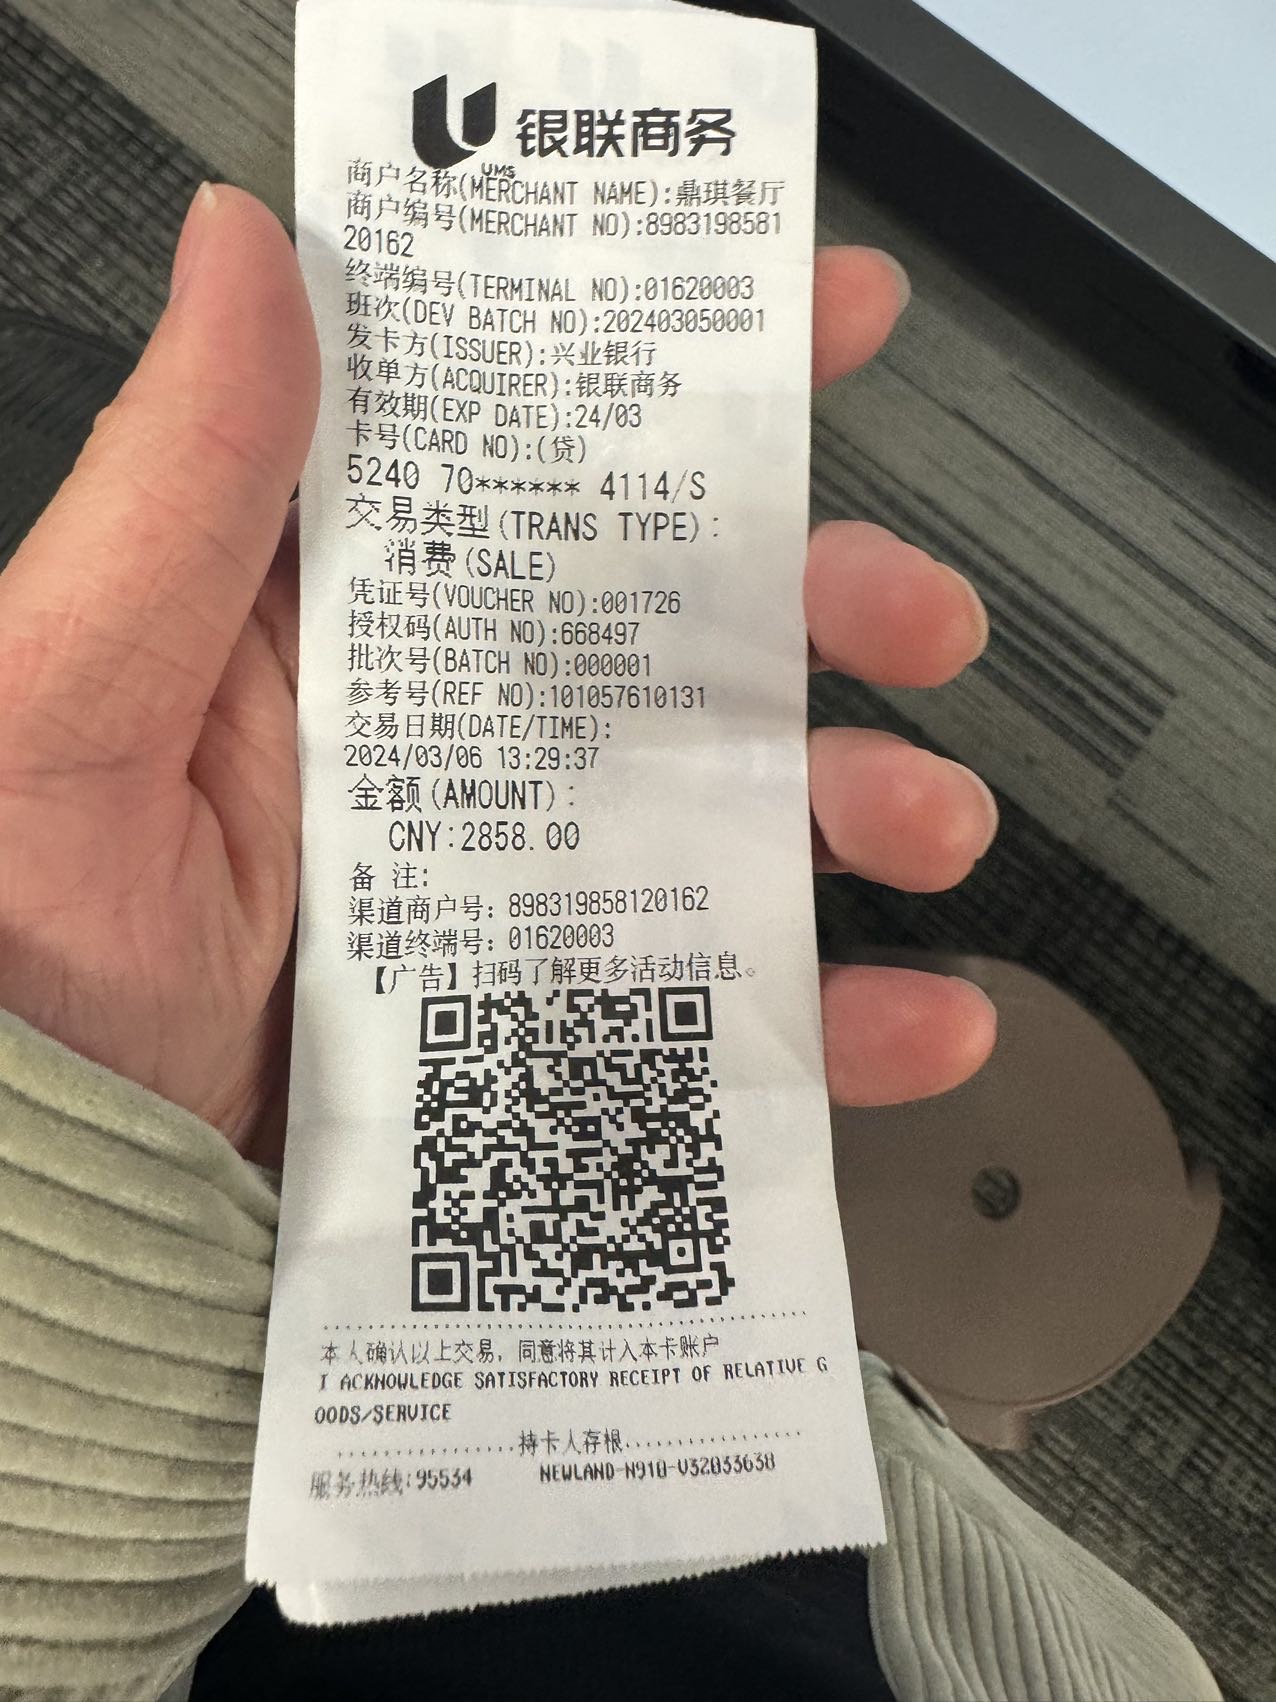 银联商务
UMS
商户名称(MERCHANT NAME):鼎琪餐厅
商户编号(MERCHANT NO):8983198581
20162
终端编号(TERMINAL NO):01620003
班次(DEV BATCH NO):202403050001
发卡方(ISSUER):兴业银行
收单方(ACQUIRER):银联商务
有效期(EXP DATE):24/03
卡号(CARD NO):(贷)
5240 70****** 4114/S
交易类型(TRANS TYPE):
消费(SALE)
凭证号(VOUCHER NO):001726
授权码(AUTH NO):668497
批次号(BATCH NO):000001
参考号(REF NO):101057610131
交易日期(DATE/TIME):
2024/03/06 13:29:37
金额(AMOUNT):
CNY:2858.00
备 注:
渠道商户号: 898319858120162
渠道终端号: 01620003
【广告】扫码了解更多活动信息。
本人确认以上交易, 同意将其计入本卡账户
I ACKNOWLEDGE SATISFACTORY RECEIPT OF RELATIVE G
OODS/SERVICE
持卡人存根
服务热线:95534 NEWLAND-N910-V32033638